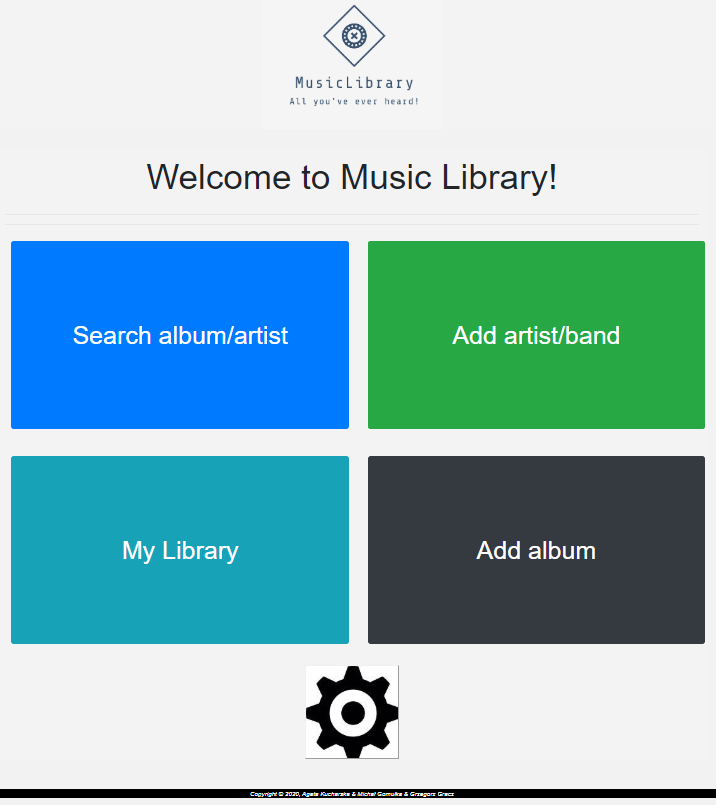 MusicLibrary
All you've ever heard!
Welcome to Music Library!
Search album/artist
Add artist/band
My Library
Add album
Copyright © 2020, Agata Kucharska & Michał Gomułka & Grzegorz Gracz